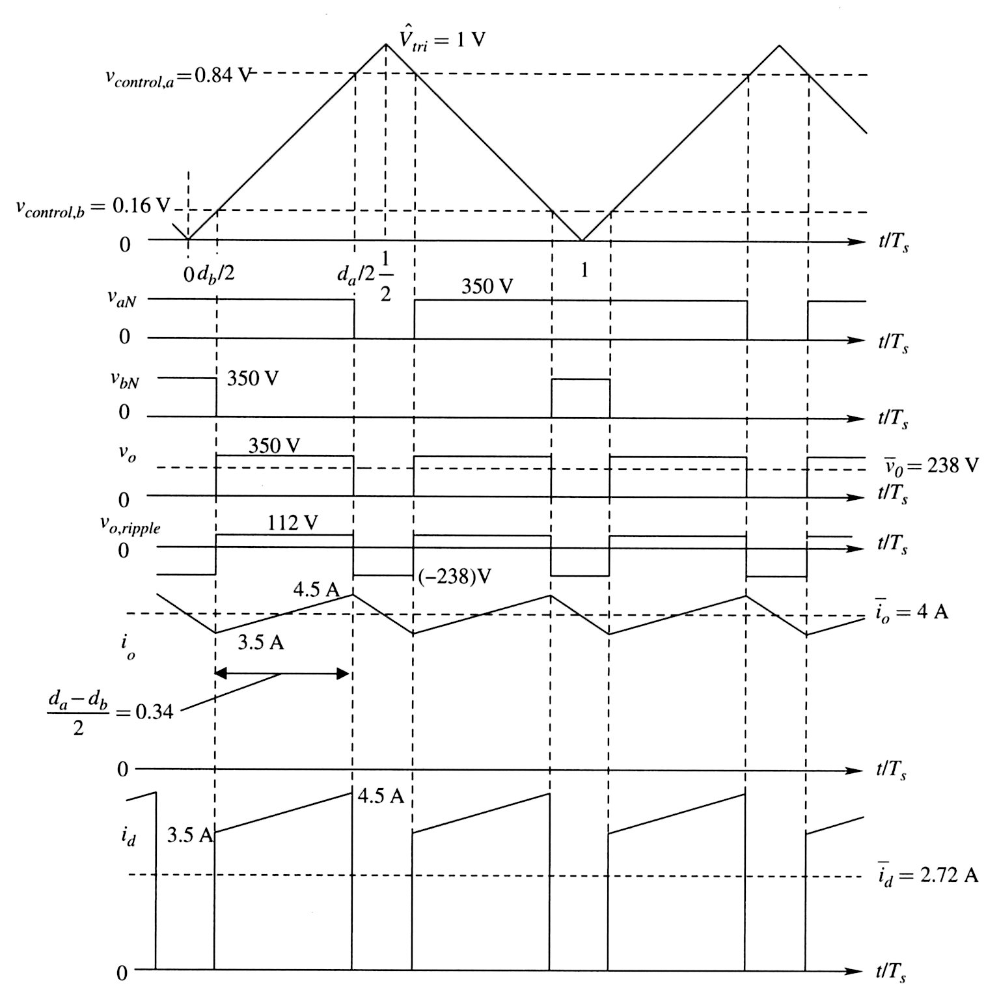 V̂tri = 1 V
vcontrol,a = 0.84 V
vcontrol,b = 0.16 V
0
t/Ts
0 db/2 da/2 1/2 1
vaN
350 V
0
t/Ts
vbN
350 V
0
t/Ts
vo
350 V
v̄0 = 238 V
0
t/Ts
vo,ripple
112 V
0
t/Ts
(−238)V
4.5 A
īo = 4 A
3.5 A
io
da − db / 2 = 0.34
0
t/Ts
4.5 A
id
3.5 A
īd = 2.72 A
0
t/Ts